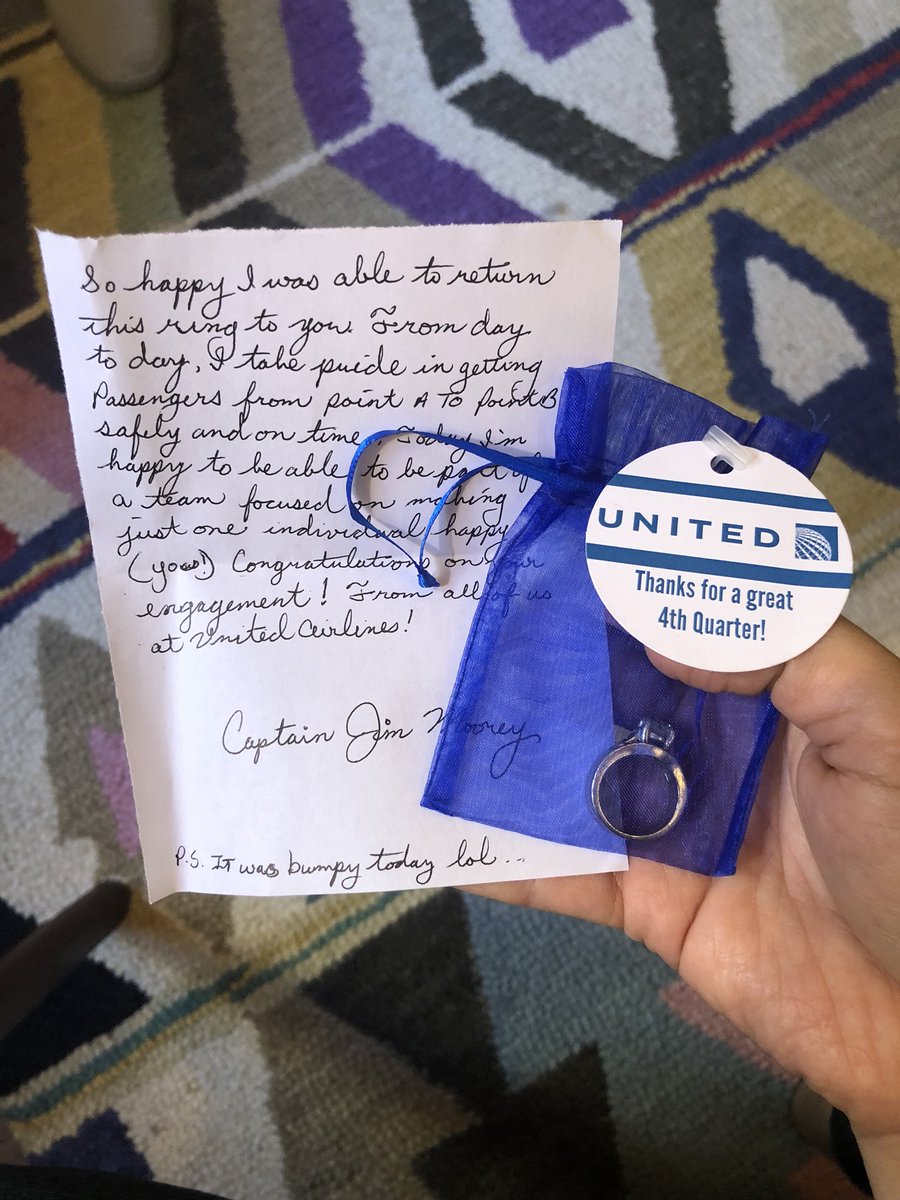 So happy I was able to return
this ring to you. From day
to day, I take puide in getting
Passengers from point A To Point B
safely and on time. Today I'm
happy to be able to be part of
a team focused on making
just one individual happy
(you!) Congratulations on your
engagement! From all of us
at United Airlines!
Captain Jim Moorey
P.S. IT was bumpy today lol...
UNITED
Thanks for a great
4th Quarter!